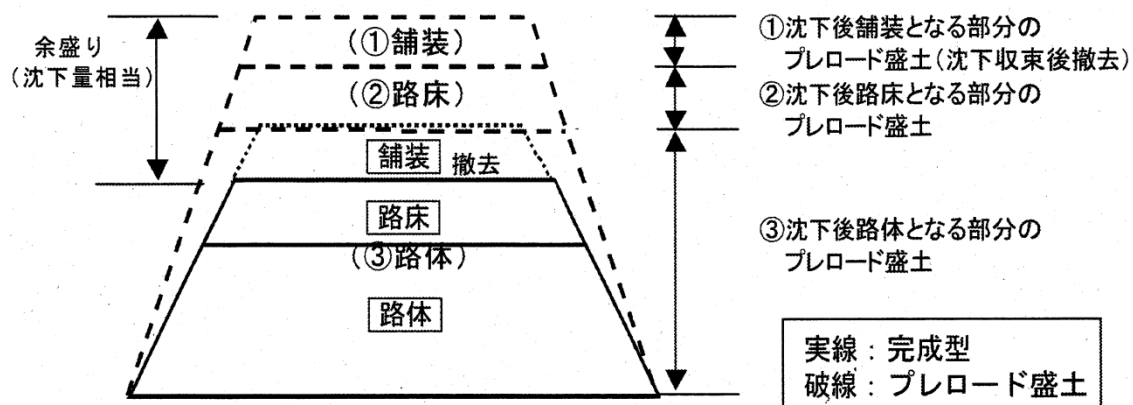 余盛り
(沈下量相当)
(①舗装)
(②路床)
舗装 撤去
路床
(③路体)
路体
①沈下後舗装となる部分の
プレロード盛土(沈下収束後撤去)
②沈下後路床となる部分の
プレロード盛土
③沈下後路体となる部分の
プレロード盛土
実線：完成型
破線：プレロード盛土